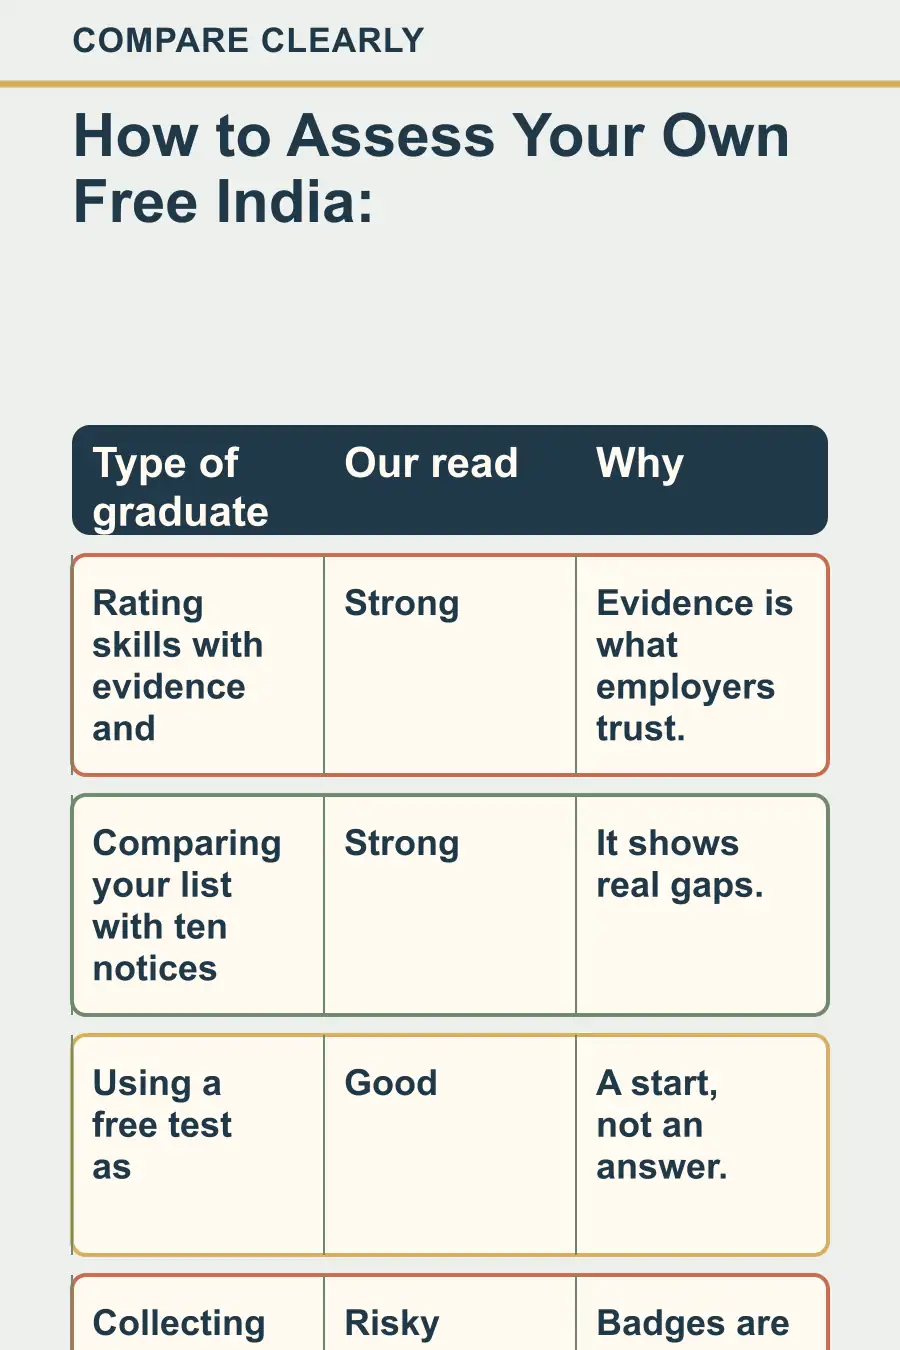 COMPARE CLEARLY
How to Assess Your Own
Free India:
Type of graduate
Our read
Why
Rating
skills with
evidence
and
Strong
Evidence is
what
employers
trust.
Comparing
your list
with ten
notices
Strong
It shows
real gaps.
Using a
free test
as
Good
A start,
not an
answer.
Collecting
Risky
Badges are